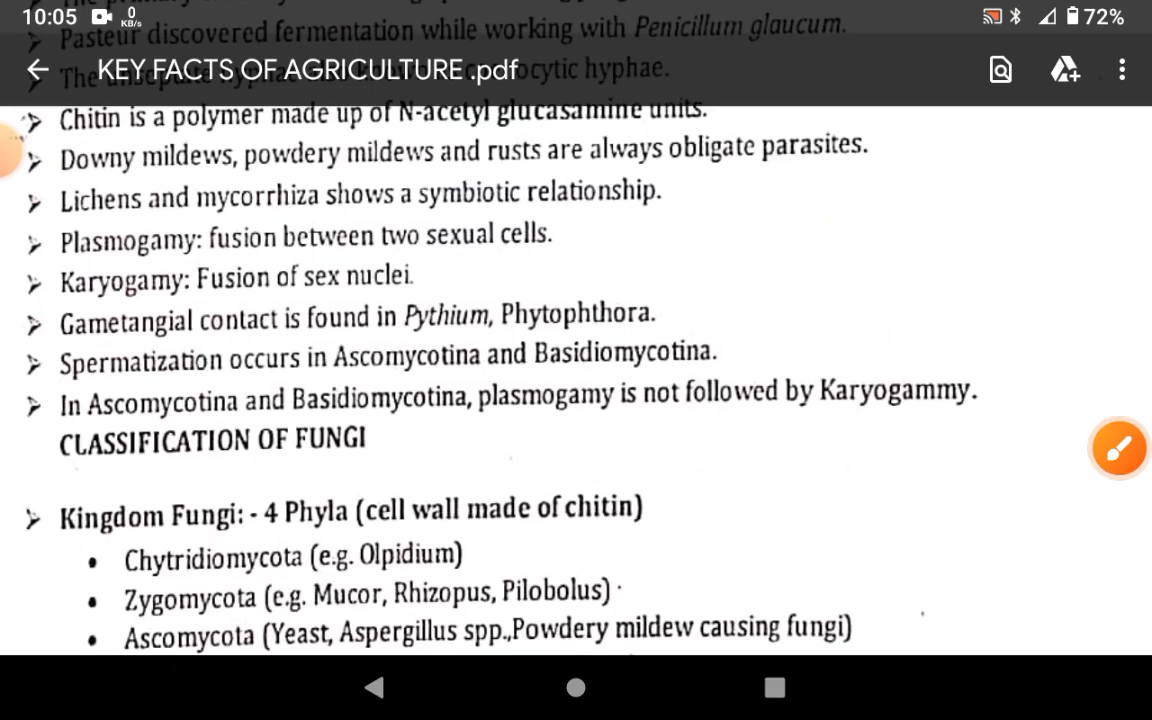 10:05 0 KB/s 72%
Pasteur discovered fermentation while working with Penicillum glaucum.
KEY FACTS OF AGRICULTURE.pdf
The hyphae.
Chitin is a polymer made up of N-acetyl glucasamine units.
Downy mildews, powdery mildews and rusts are always obligate parasites.
Lichens and mycorrhiza shows a symbiotic relationship.
Plasmogamy: fusion between two sexual cells.
Karyogamy: Fusion of sex nuclei.
Gametangial contact is found in Pythium, Phytophthora.
Spermatization occurs in Ascomycotina and Basidiomycotina.
In Ascomycotina and Basidiomycotina, plasmogamy is not followed by Karyogammy.
CLASSIFICATION OF FUNGI
Kingdom Fungi: - 4 Phyla (cell wall made of chitin)
• Chytridiomycota (e.g. Olpidium)
• Zygomycota (e.g. Mucor, Rhizopus, Pilobolus)
• Ascomycota (Yeast, Aspergillus spp.,Powdery mildew causing fungi)